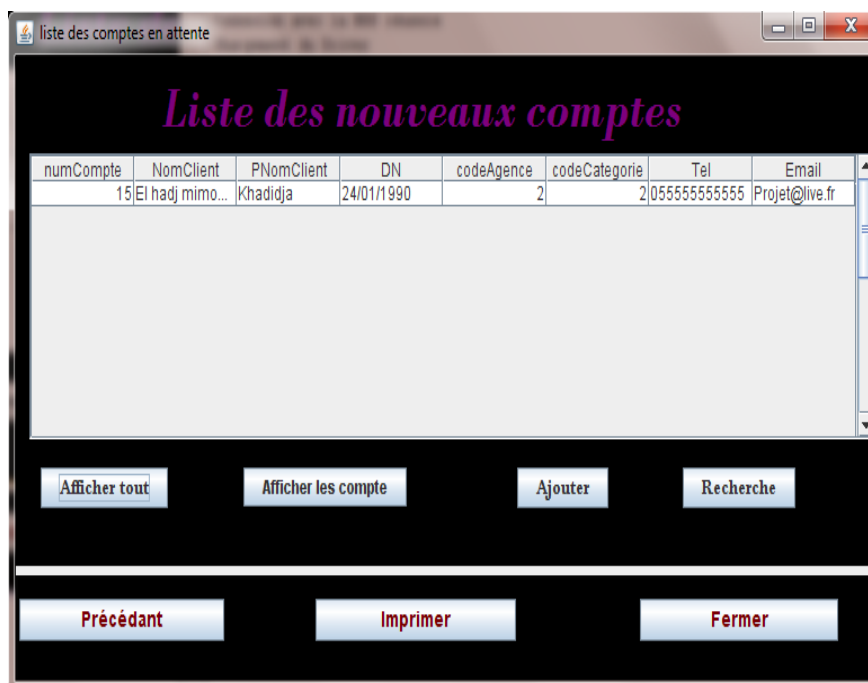 liste des comptes en attente
Liste des nouveaux comptes
numCompte NomClient PNomClient DN codeAgence codeCategorie Tel Email
15 El hadj mimo... Khadidja 24/01/1990 2 2 055555555555 Projet@live.fr
Afficher tout Afficher les compte Ajouter Recherche
Précédant Imprimer Fermer